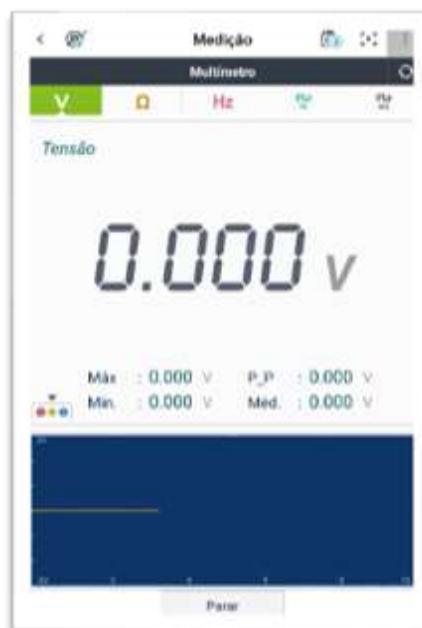 Medição
Multímetro
V Ω Hz
Tensão
0.000 V
Máx : 0.000 V P_P : 0.000 V
Mín. : 0.000 V Méd. : 0.000 V
Parar